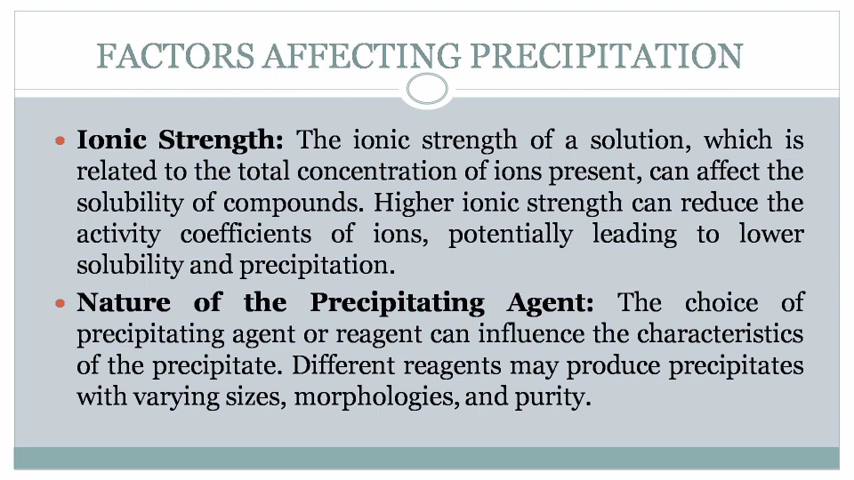 FACTORS AFFECTING PRECIPITATION
• Ionic Strength: The ionic strength of a solution, which is
related to the total concentration of ions present, can affect the
solubility of compounds. Higher ionic strength can reduce the
activity coefficients of ions, potentially leading to lower
solubility and precipitation.
• Nature of the Precipitating Agent: The choice of
precipitating agent or reagent can influence the characteristics
of the precipitate. Different reagents may produce precipitates
with varying sizes, morphologies, and purity.